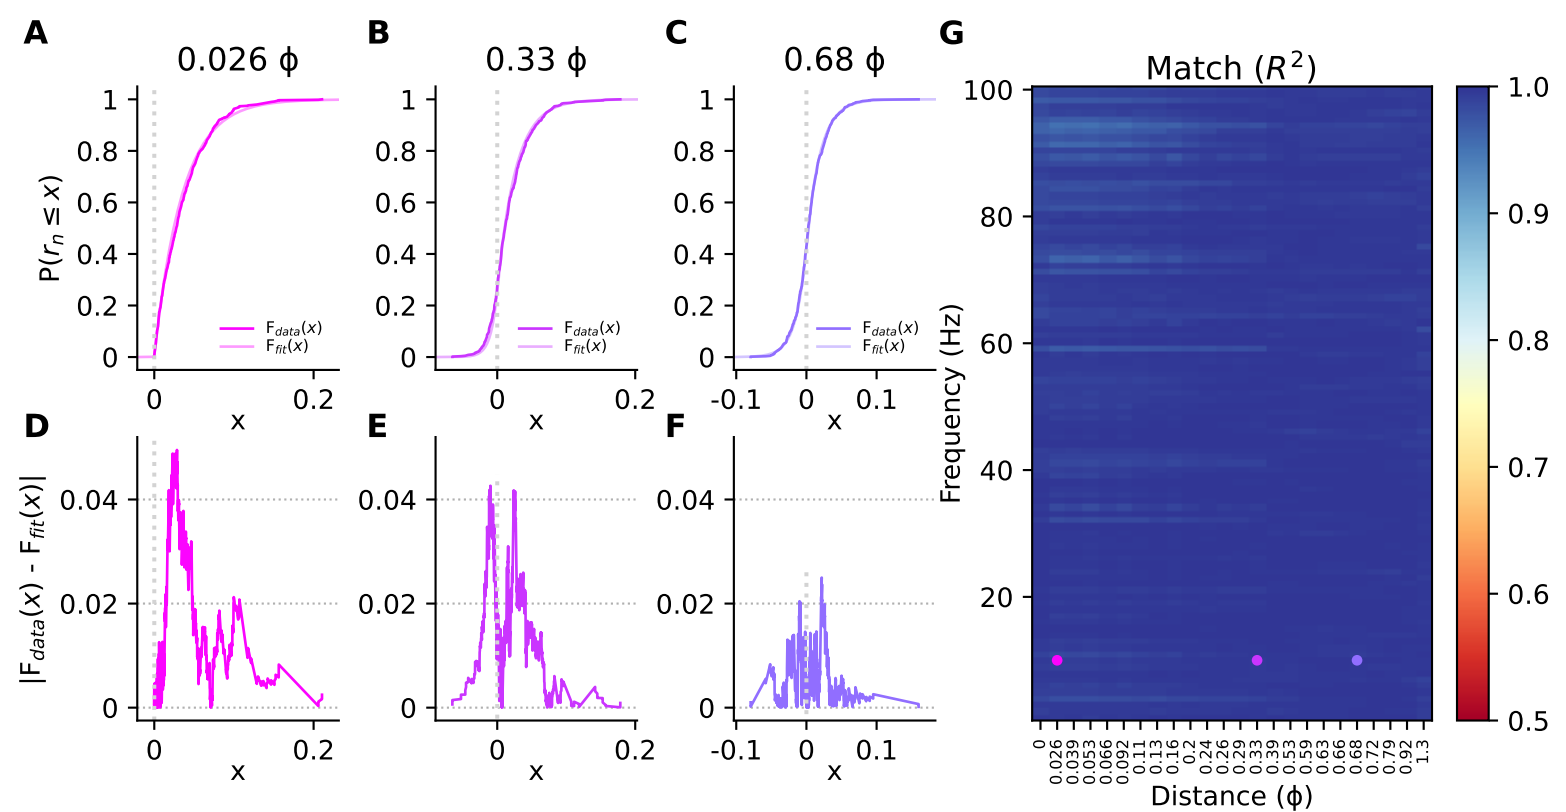 A
B
C
G
0.026 ϕ
0.33 ϕ
0.68 ϕ
Match (R²)
P(rₙ ≤ x)
1
0.8
0.6
0.4
0.2
0
F_data(x)
F_fit(x)
0
0.2
x
1
0.8
0.6
0.4
0.2
0
F_data(x)
F_fit(x)
0
0.2
x
1
0.8
0.6
0.4
0.2
0
F_data(x)
F_fit(x)
-0.1
0
0.1
x
D
E
F
|F_data(x) - F_fit(x)|
0.04
0.02
0
0
0.2
x
0.04
0.02
0
0
0.2
x
0.04
0.02
0
-0.1
0
0.1
x
Frequency (Hz)
100
80
60
40
20
0
0.026
0.039
0.053
0.066
0.092
0.11
0.13
0.16
0.2
0.24
0.26
0.29
0.33
0.39
0.53
0.59
0.63
0.66
0.68
0.72
0.79
0.92
1.3
Distance (ϕ)
1.0
0.9
0.8
0.7
0.6
0.5